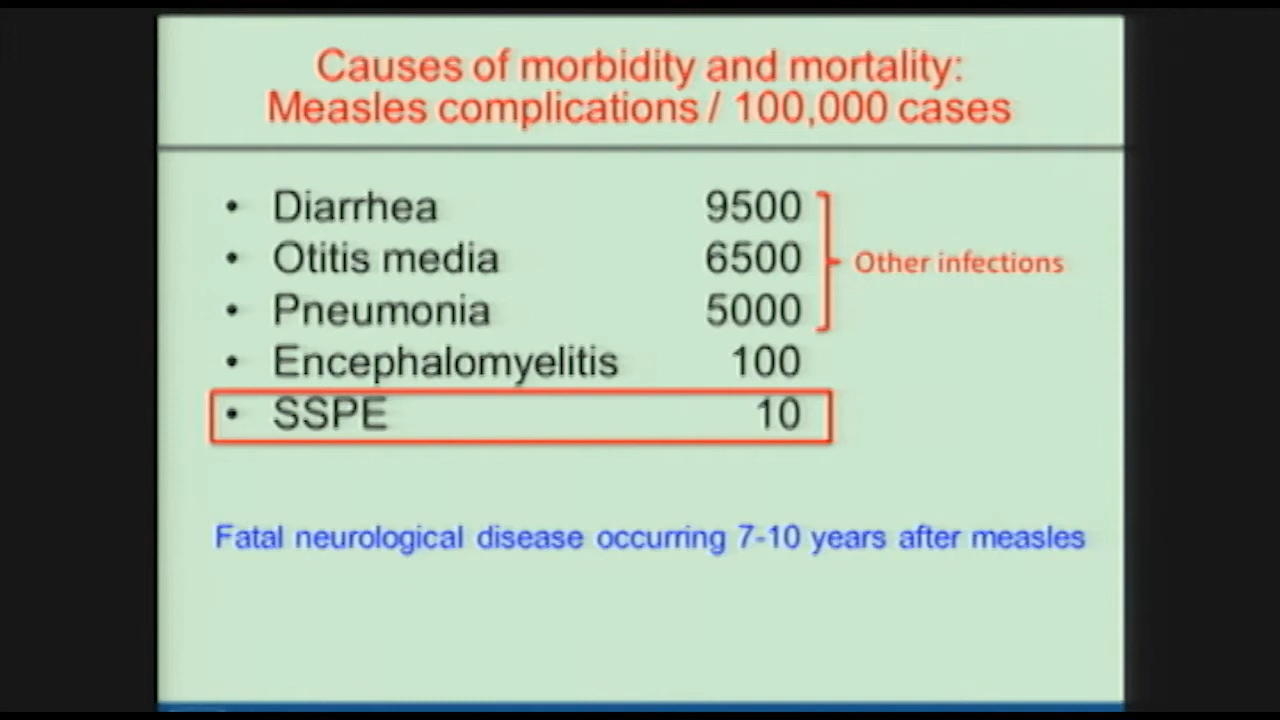 Causes of morbidity and mortality:
Measles complications / 100,000 cases
• Diarrhea 9500
• Otitis media 6500
Other infections
• Pneumonia 5000
• Encephalomyelitis 100
• SSPE 10
Fatal neurological disease occurring 7-10 years after measles